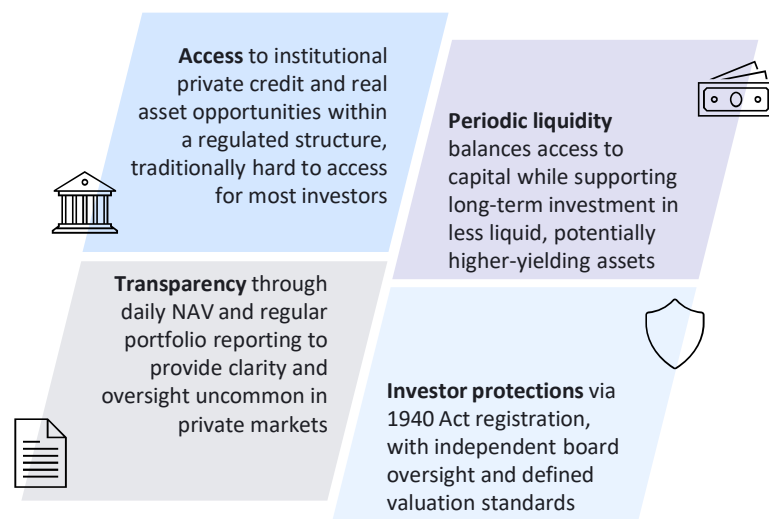 Access to institutional
private credit and real
asset opportunities within
a regulated structure,
traditionally hard to access
for most investors
Periodic liquidity
balances access to
capital while supporting
long-term investment in
less liquid, potentially
higher-yielding assets
Transparency through
daily NAV and regular
portfolio reporting to
provide clarity and
oversight uncommon in
private markets
Investor protections via
1940 Act registration,
with independent board
oversight and defined
valuation standards